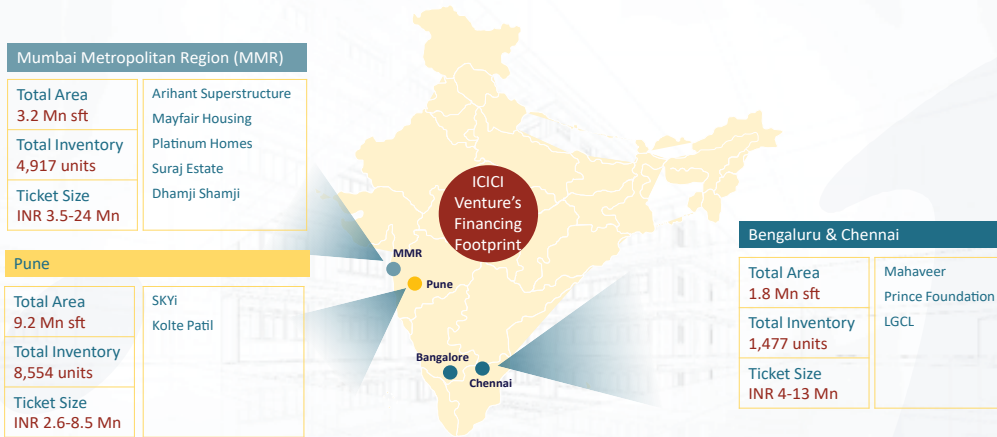 Mumbai Metropolitan Region (MMR)
Total Area
3.2 Mn sft
Total Inventory
4,917 units
Ticket Size
INR 3.5-24 Mn
Arihant Superstructure
Mayfair Housing
Platinum Homes
Suraj Estate
Dhamji Shamji
ICICI
Venture's
Financing
Footprint
MMR
Pune
Bangalore
Chennai
Pune
Total Area
9.2 Mn sft
Total Inventory
8,554 units
Ticket Size
INR 2.6-8.5 Mn
SKYi
Kolte Patil
Bengaluru & Chennai
Total Area
1.8 Mn sft
Total Inventory
1,477 units
Ticket Size
INR 4-13 Mn
Mahaveer
Prince Foundation
LGCL